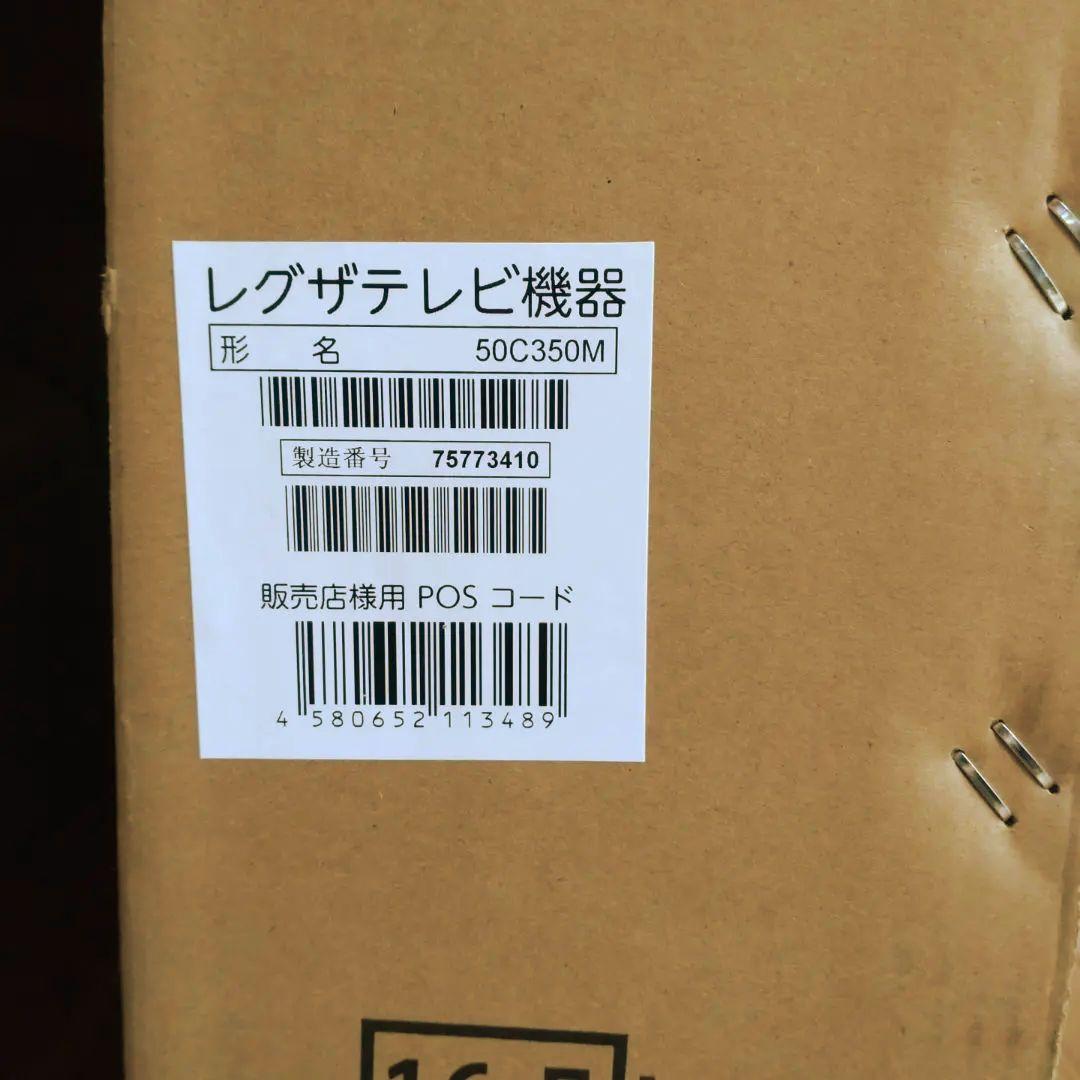 レグザテレビ機器
形 名 50C350M
製造番号 75773410
販売店様用 POS コード
4 580652 113489